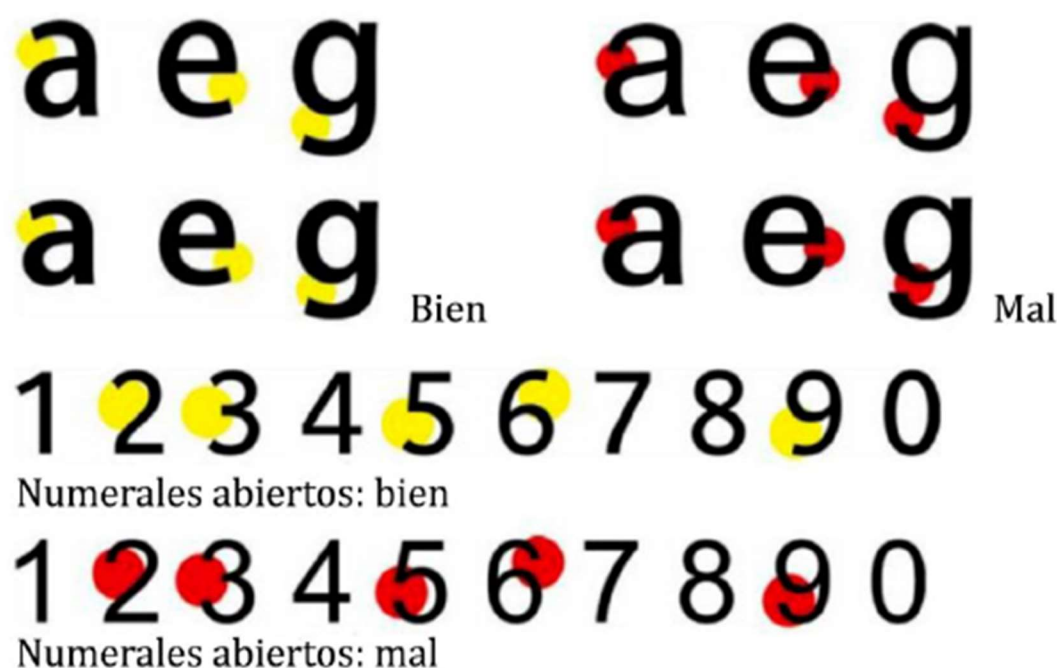 a e g a e g
a e g Bien a e g Mal
1 2 3 4 5 6 7 8 9 0
Numerales abiertos: bien
1 2 3 4 5 6 7 8 9 0
Numerales abiertos: mal